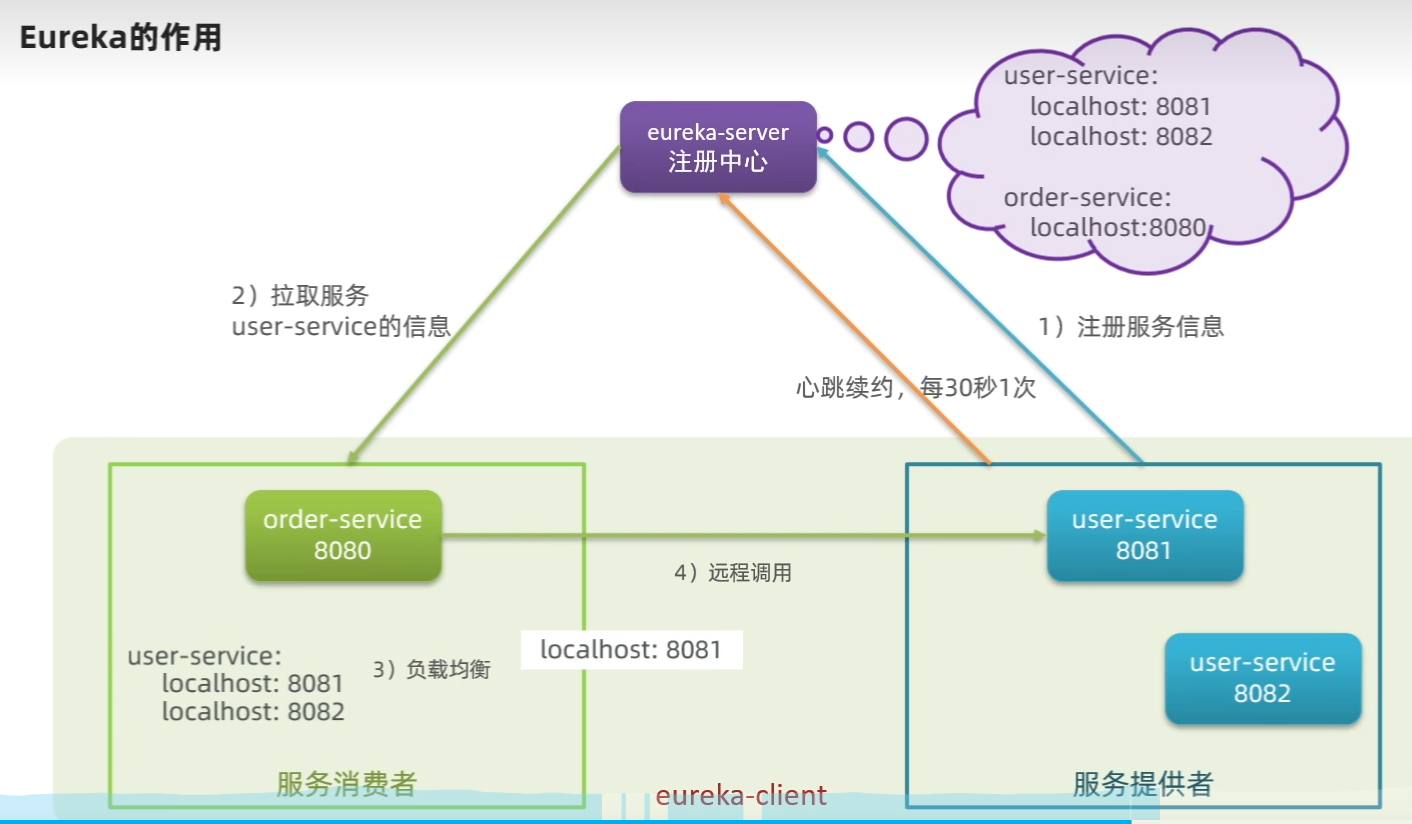 Eureka的作用
eureka-server
注册中心
user-service:
localhost: 8081
localhost: 8082
order-service:
localhost:8080
2）拉取服务
user-service的信息
1）注册服务信息
心跳续约，每30秒1次
order-service
8080
user-service
8081
4）远程调用
localhost: 8081
user-service:
localhost: 8081
localhost: 8082
3）负载均衡
user-service
8082
服务消费者
eureka-client
服务提供者